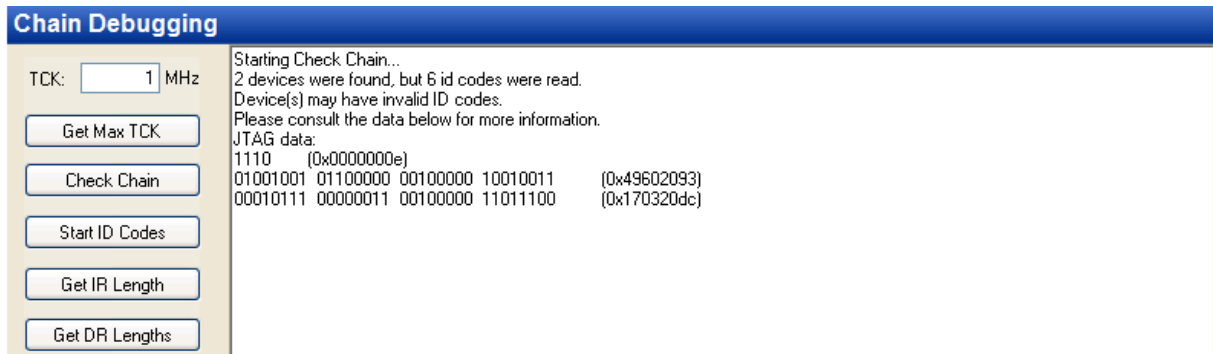 Chain Debugging
TCK: 1 MHz
Get Max TCK
Check Chain
Start ID Codes
Get IR Length
Get DR Lengths
Starting Check Chain...
2 devices were found, but 6 id codes were read.
Device(s) may have invalid ID codes.
Please consult the data below for more information.
JTAG data:
1110 (0x0000000e)
01001001 01100000 00100000 10010011 (0x49602093)
00010111 00000011 00100000 11011100 (0x170320dc)